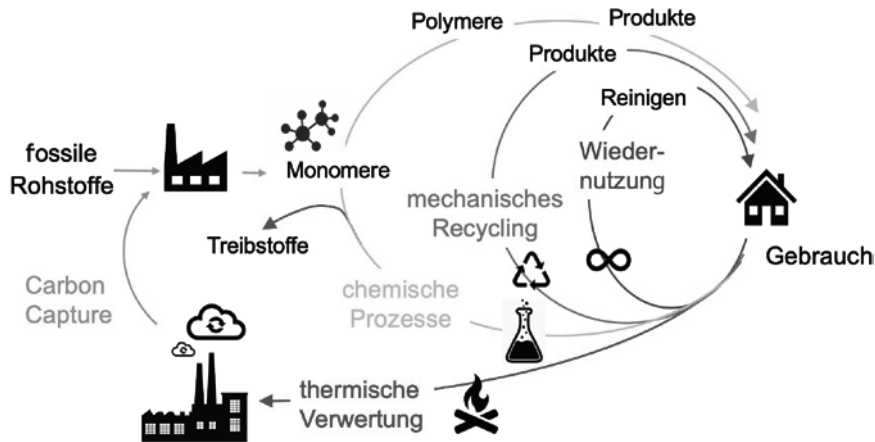 Polymere
Produkte
Produkte
Reinigen
Wieder-
nutzung
fossile
Rohstoffe
Monomere
mechanisches
Recycling
Treibstoffe
Gebrauch
Carbon
Capture
chemische
Prozesse
thermische
Verwertung